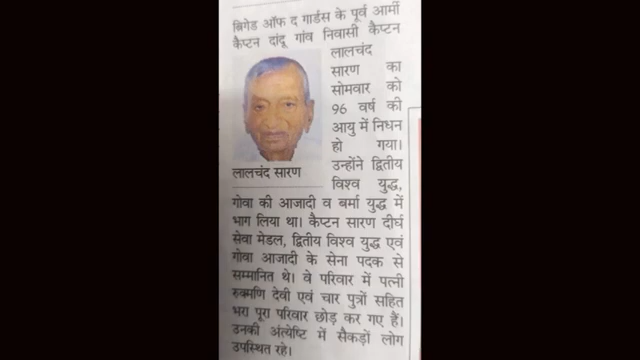 ब्रिगेड ऑफ द गार्डस के पूर्व आर्मी
कैप्टन दांदू गांव निवासी कैप्टन
लालचंद
सारण का
सोमवार को
96 वर्ष की
आयु में निधन
हो गया।
उन्होंने द्वितीय
विश्व युद्ध,
लालचंद सारण
गोवा की आजादी व बर्मा युद्ध में
भाग लिया था। कैप्टन सारण दीर्घ
सेवा मेडल, द्वितीय विश्व युद्ध एवं
गोवा आजादी के सेना पदक से
सम्मानित थे। वे परिवार में पत्नी
रुक्मणि देवी एवं चार पुत्रों सहित
भरा पूरा परिवार छोड़ कर गए हैं।
उनकी अंत्येष्टि में सैकड़ों लोग
उपस्थित रहे।